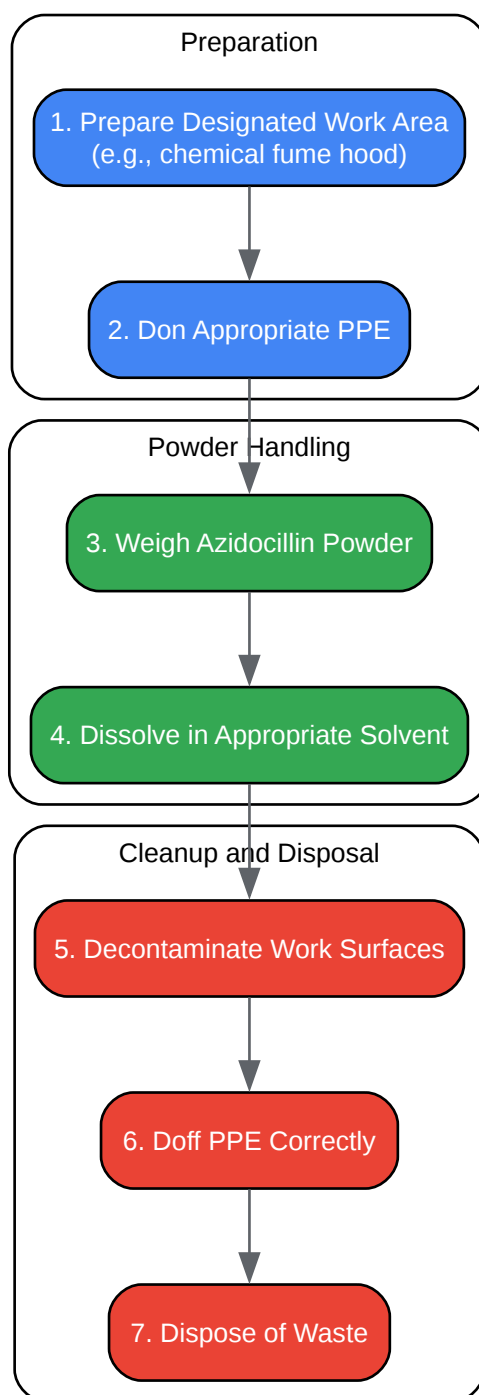 Preparation
1. Prepare Designated Work Area
(e.g., chemical fume hood)
2. Don Appropriate PPE
Powder Handling
3. Weigh Azidocillin Powder
4. Dissolve in Appropriate Solvent
Cleanup and Disposal
5. Decontaminate Work Surfaces
6. Doff PPE Correctly
7. Dispose of Waste